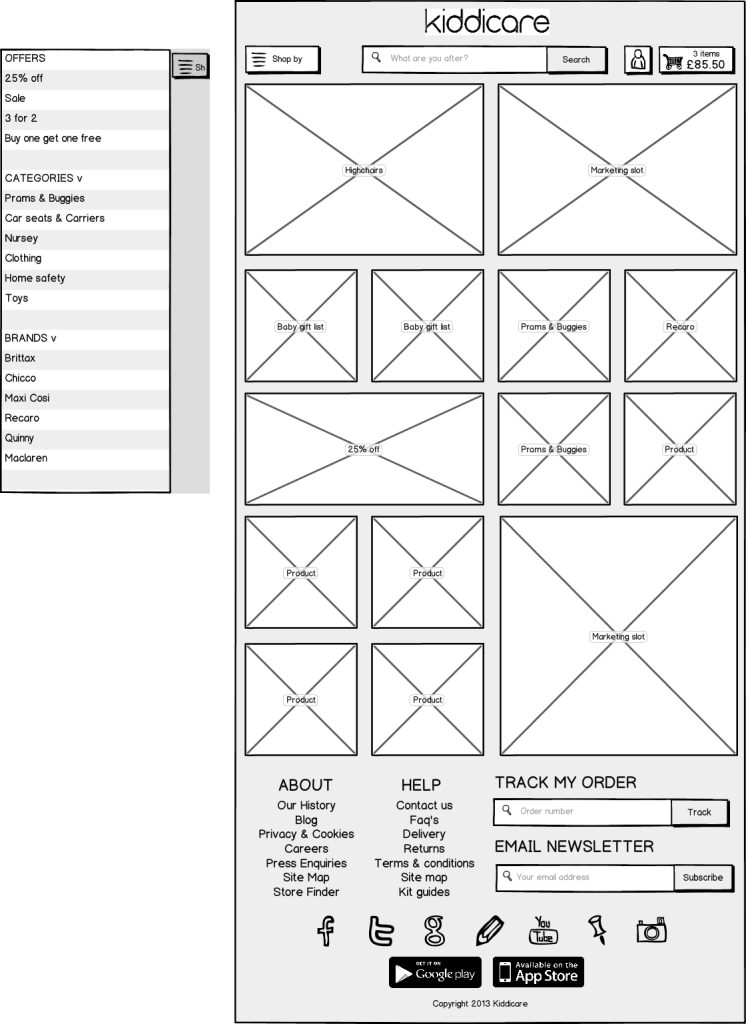 OFFERS
25% off
Sale
3 for 2
Buy one get one free
CATEGORIES v
Prams & Buggies
Car seats & Carriers
Nursey
Clothing
Home safety
Toys
BRANDS v
Brittax
Chicco
Maxi Cosi
Recaro
Quinny
Maclaren
Sh
kiddicare
Shop by
What are you after?
Search
3 items
£85.50
Highchairs
Marketing slot
Baby gift list
Baby gift list
Prams & Buggies
Recaro
25% off
Prams & Buggies
Product
Product
Product
Marketing slot
Product
Product
ABOUT
Our History
Blog
Privacy & Cookies
Careers
Press Enquiries
Site Map
Store Finder
HELP
Contact us
Faq's
Delivery
Returns
Terms & conditions
Site map
Kit guides
TRACK MY ORDER
Order number
Track
EMAIL NEWSLETTER
Your email address
Subscribe
You
Tube
GET IT ON
Google play
Available on the
App Store
Copyright 2013 Kiddicare